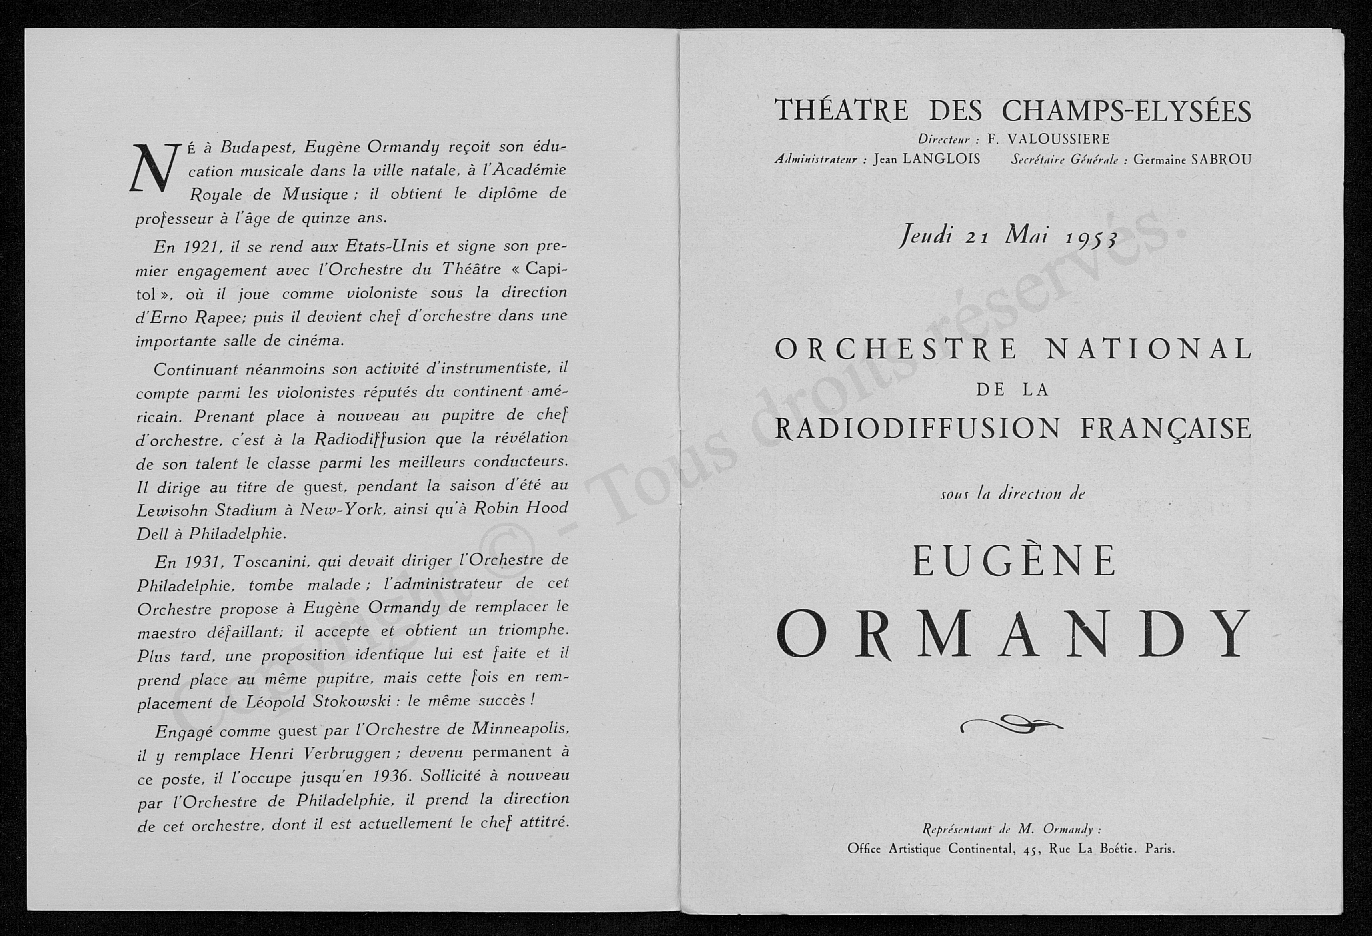 NÉ à Budapest, Eugène Ormandy reçoit son édu-
cation musicale dans la ville natale, à l'Académie
Royale de Musique ; il obtient le diplôme de
professeur à l'âge de quinze ans.
En 1921, il se rend aux Etats-Unis et signe son pre-
mier engagement avec l'Orchestre du Théâtre « Capi-
tol », où il joue comme violoniste sous la direction
d'Erno Rapee; puis il devient chef d'orchestre dans une
importante salle de cinéma.
Continuant néanmoins son activité d'instrumentiste, il
compte parmi les violonistes réputés du continent amé-
ricain. Prenant place à nouveau au pupitre de chef
d'orchestre, c'est à la Radiodiffusion que la révélation
de son talent le classe parmi les meilleurs conducteurs.
Il dirige au titre de guest, pendant la saison d'été au
Lewisohn Stadium à New-York, ainsi qu'à Robin Hood
Dell à Philadelphie.
En 1931, Toscanini, qui devait diriger l'Orchestre de
Philadelphie, tombe malade ; l'administrateur de cet
Orchestre propose à Eugène Ormandy de remplacer le
maestro défaillant; il accepte et obtient un triomphe.
Plus tard, une proposition identique lui est faite et il
prend place au même pupitre, mais cette fois en rem-
placement de Léopold Stokowski : le même succès !
Engagé comme guest par l'Orchestre de Minneapolis,
il y remplace Henri Verbruggen ; devenu permanent à
ce poste, il l'occupe jusqu'en 1936. Sollicité à nouveau
par l'Orchestre de Philadelphie, il prend la direction
de cet orchestre, dont il est actuellement le chef attitré.
THÉATRE DES CHAMPS-ELYSÉES
Directeur : F. VALOUSSIERE
Administrateur : Jean LANGLOIS Secrétaire Générale : Germaine SABROU
Jeudi 21 Mai 1953
ORCHESTRE NATIONAL
DE LA
RADIODIFFUSION FRANÇAISE
sous la direction de
EUGÈNE
ORMANDY
Représentant de M. Ormandy :
Office Artistique Continental, 45, Rue La Boëtie. Paris.
Copyright © - Tous droits réservés.